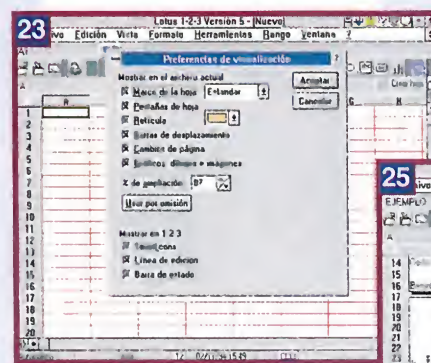 23
Lotus 1-2-3 Versión 5 - [Nuevo]
ivo Edición Vista Formato Herramientas Rango Ventana ?
Preferencias de visualización
?
Mostrar en el archivo actual
Aceptar
Marco de la hoja Estándar
Cancelar
Pestañas de hoja
Retícula
Barras de desplazamiento
Cambios de página
Gráficos, dibujos e imágenes
% de ampliación 87
Usar por omisión
Mostrar en 1 2 3
SmartIcons
Línea de edición
Barra de estado
A
G H
1
2
3
4
5
6
7
8
9
10
11
12
13
14
15
16
17
18
19
20
25
ivo
EJEMPLO
A
14
15
16
17
18
19
20
21
22
23